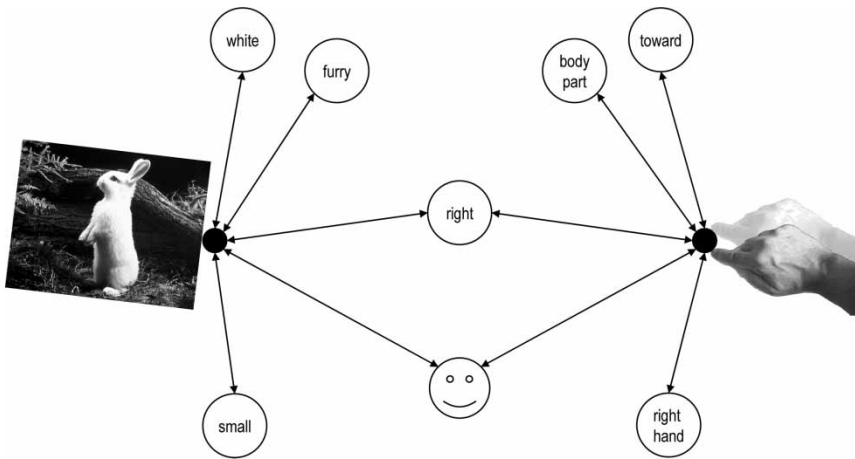 white
furry
body
part
toward
right
small
right
hand